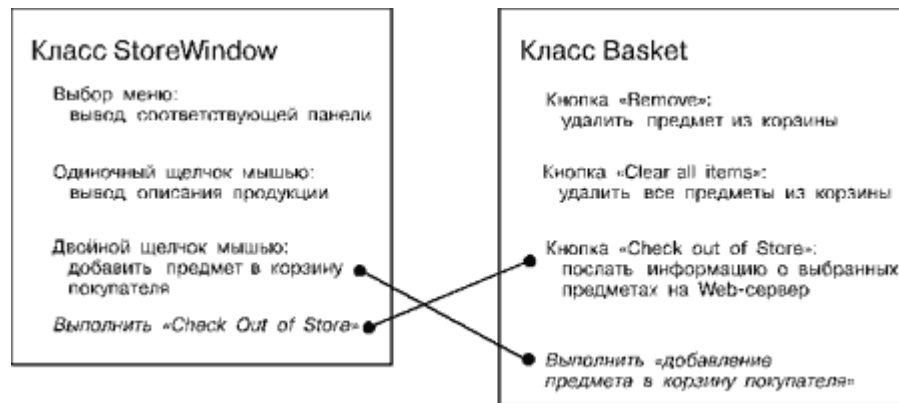 Класс StoreWindow
Выбор меню:
вывод соответствующей панели
Одиночный щелчок мышью:
вывод описания продукции
Двойной щелчок мышью:
добавить предмет в корзину
покупателя
Выполнить «Check Out of Store»
Класс Basket
Кнопка «Remove»:
удалить предмет из корзины
Кнопка «Clear all items»:
удалить все предметы из корзины
Кнопка «Check out of Store»:
послать информацию о выбранных
предметах на Web-сервер
Выполнить «добавление
предмета в корзину покупателя»